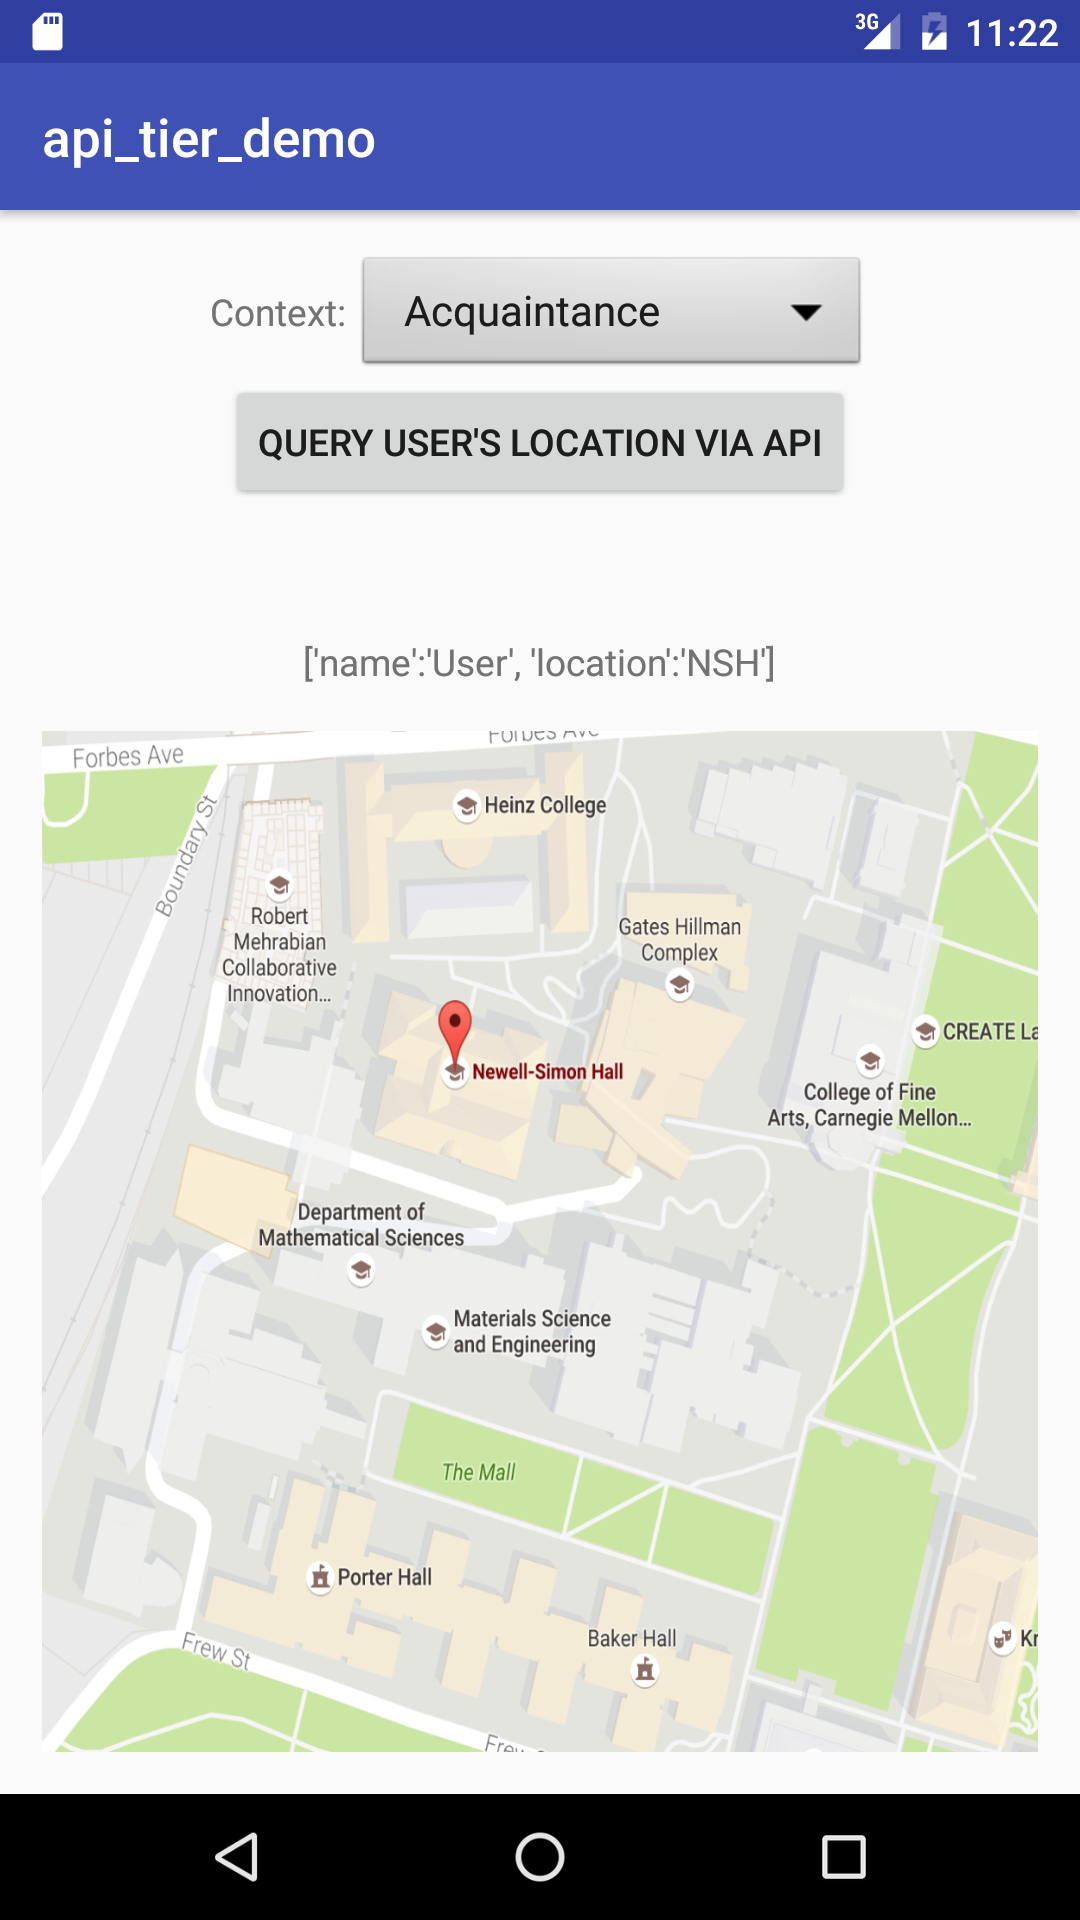 3G 11:22
api_tier_demo
Context: Acquaintance
QUERY USER'S LOCATION VIA API
['name':'User', 'location':'NSH']
Forbes Ave
Forbes Ave
Boundary St
Heinz College
Robert
Mehrabian
Collaborative
Innovation...
Gates Hillman
Complex
CREATE La
Newell-Simon Hall
College of Fine
Arts, Carnegie Mellon...
Department of
Mathematical Sciences
Materials Science
and Engineering
The Mall
Porter Hall
Baker Hall
Kr
Frew St
Frew S